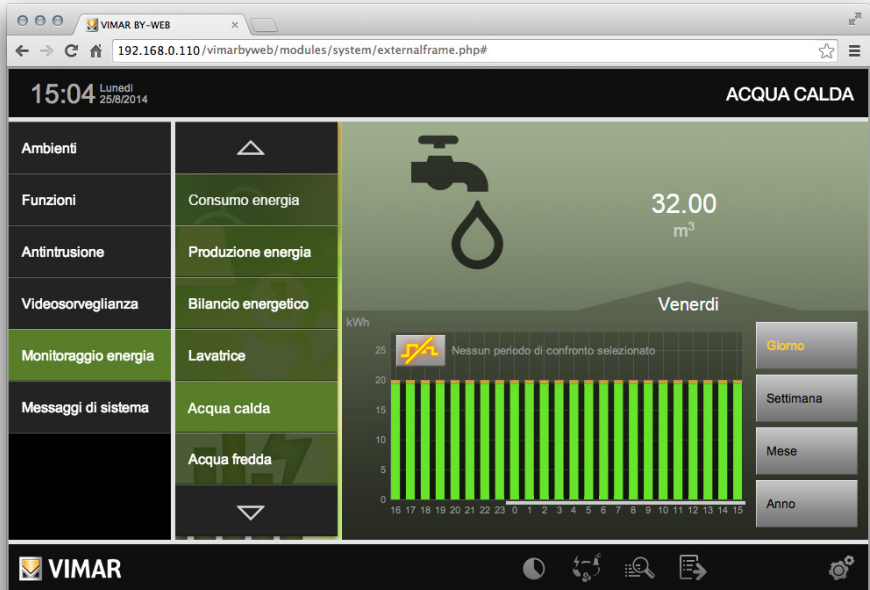 VIMAR BY-WEB
192.168.0.110/vimarbyweb/modules/system/externalframe.php#
15:04 Lunedì
25/8/2014
ACQUA CALDA
Ambienti
Funzioni
Antintrusione
Videosorveglianza
Monitoraggio energia
Messaggi di sistema
Consumo energia
Produzione energia
Bilancio energetico
Lavatrice
Acqua calda
Acqua fredda
32.00
m³
Venerdì
kWh
Nessun periodo di confronto selezionato
25
20
15
10
5
0
16 17 18 19 20 21 22 23 0 1 2 3 4 5 6 7 8 9 10 11 12 13 14 15
Giorno
Settimana
Mese
Anno
VIMAR